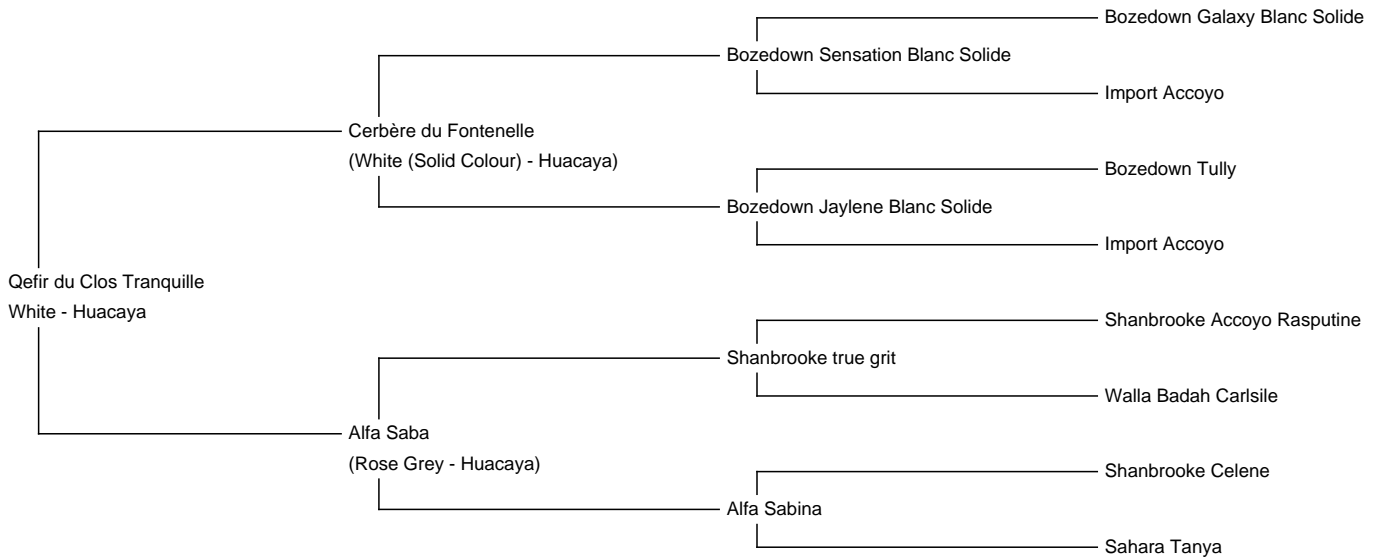 Bozedown Galaxy Blanc Solide
Bozedown Sensation Blanc Solide
Import Accoyo
Cerbère du Fontenelle
(White (Solid Colour) - Huacaya)
Bozedown Tully
Bozedown Jaylene Blanc Solide
Import Accoyo
Qefir du Clos Tranquille
White - Huacaya
Shanbrooke Accoyo Rasputine
Shanbrooke true grit
Walla Badah Carlsile
Alfa Saba
(Rose Grey - Huacaya)
Shanbrooke Celene
Alfa Sabina
Sahara Tanya